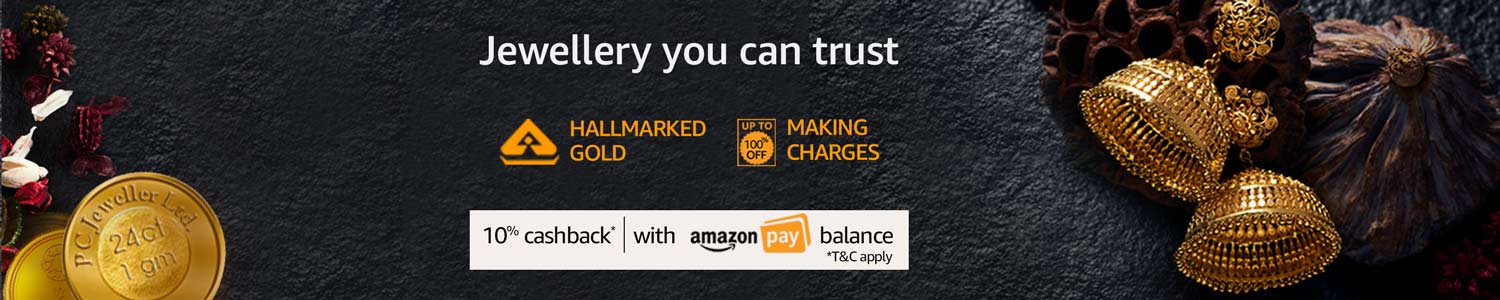 Jewellery you can trust
HALLMARKED
GOLD
UP TO
100%
OFF
MAKING
CHARGES
10% cashback* | with amazon pay balance
*T&C apply
PC Jeweller Ltd.
24ct
1 gm